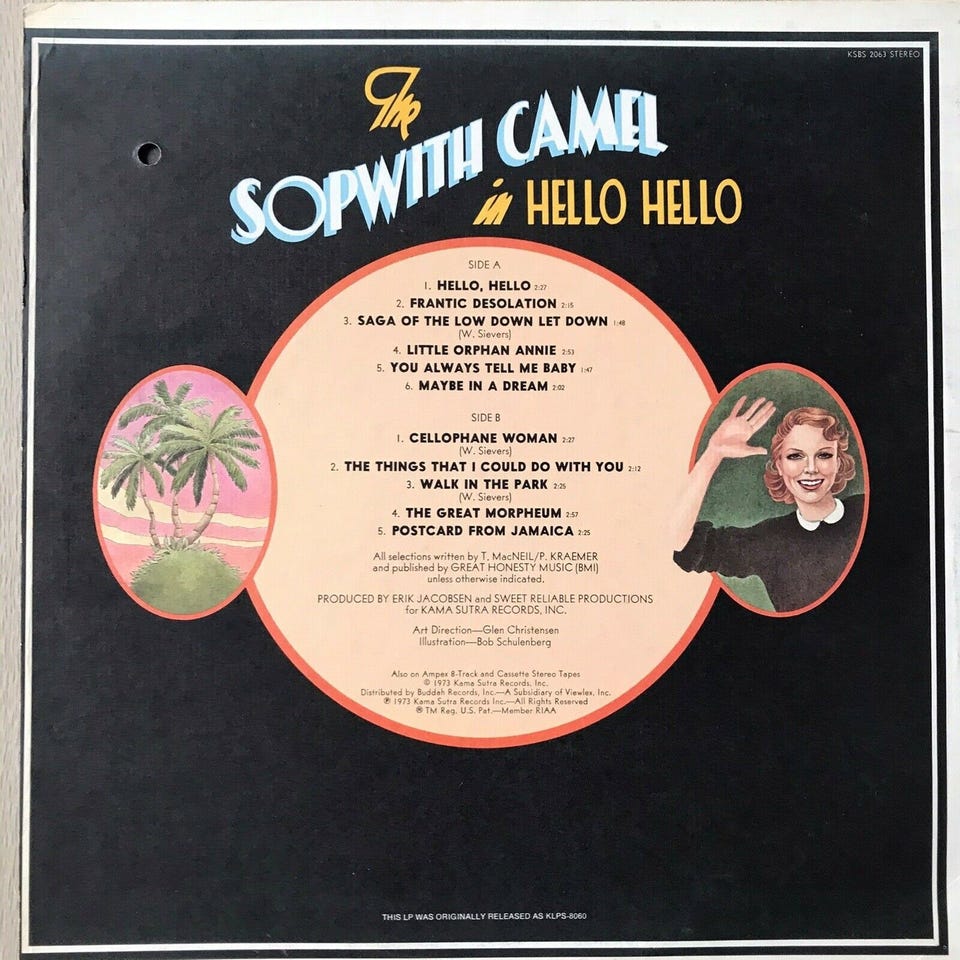 KSBS 2063 STEREO
The
SOPWITH CAMEL
in HELLO HELLO
SIDE A
1. HELLO, HELLO 2:27
2. FRANTIC DESOLATION 2:15
3. SAGA OF THE LOW DOWN LET DOWN 1:48
(W. Sievers)
4. LITTLE ORPHAN ANNIE 2:53
5. YOU ALWAYS TELL ME BABY 1:47
6. MAYBE IN A DREAM 2:02
SIDE B
1. CELLOPHANE WOMAN 2:27
(W. Sievers)
2. THE THINGS THAT I COULD DO WITH YOU 2:12
3. WALK IN THE PARK 2:25
(W. Sievers)
4. THE GREAT MORPHEUM 2:57
5. POSTCARD FROM JAMAICA 2:25
All selections written by T. MacNEIL/P. KRAEMER
and published by GREAT HONESTY MUSIC (BMI)
unless otherwise indicated.
PRODUCED BY ERIK JACOBSEN and SWEET RELIABLE PRODUCTIONS
for KAMA SUTRA RECORDS, INC.
Art Direction—Glen Christensen
Illustration—Bob Schulenberg
Also on Ampex 8-Track and Cassette Stereo Tapes
© 1973 Kama Sutra Records, Inc.
Distributed by Buddah Records, Inc.—A Subsidiary of Viewlex, Inc.
℗ 1973 Kama Sutra Records Inc.—All Rights Reserved
® TM Reg. U.S. Pat.—Member RIAA
THIS LP WAS ORIGINALLY RELEASED AS KLPS-8060